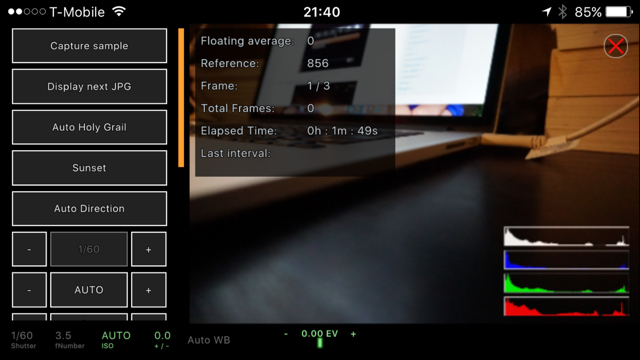 T-Mobile
21:40
85%
Capture sample
Display next JPG
Auto Holy Grail
Sunset
Auto Direction
- 1/60 +
- AUTO +
Floating average 0
Reference: 856
Frame: 1 / 3
Total Frames: 0
Elapsed Time: 0h : 1m : 49s
Last interval:
1/60 3.5 AUTO 0.0
Shutter fNumber ISO + / -
Auto WB
- 0.00 EV +